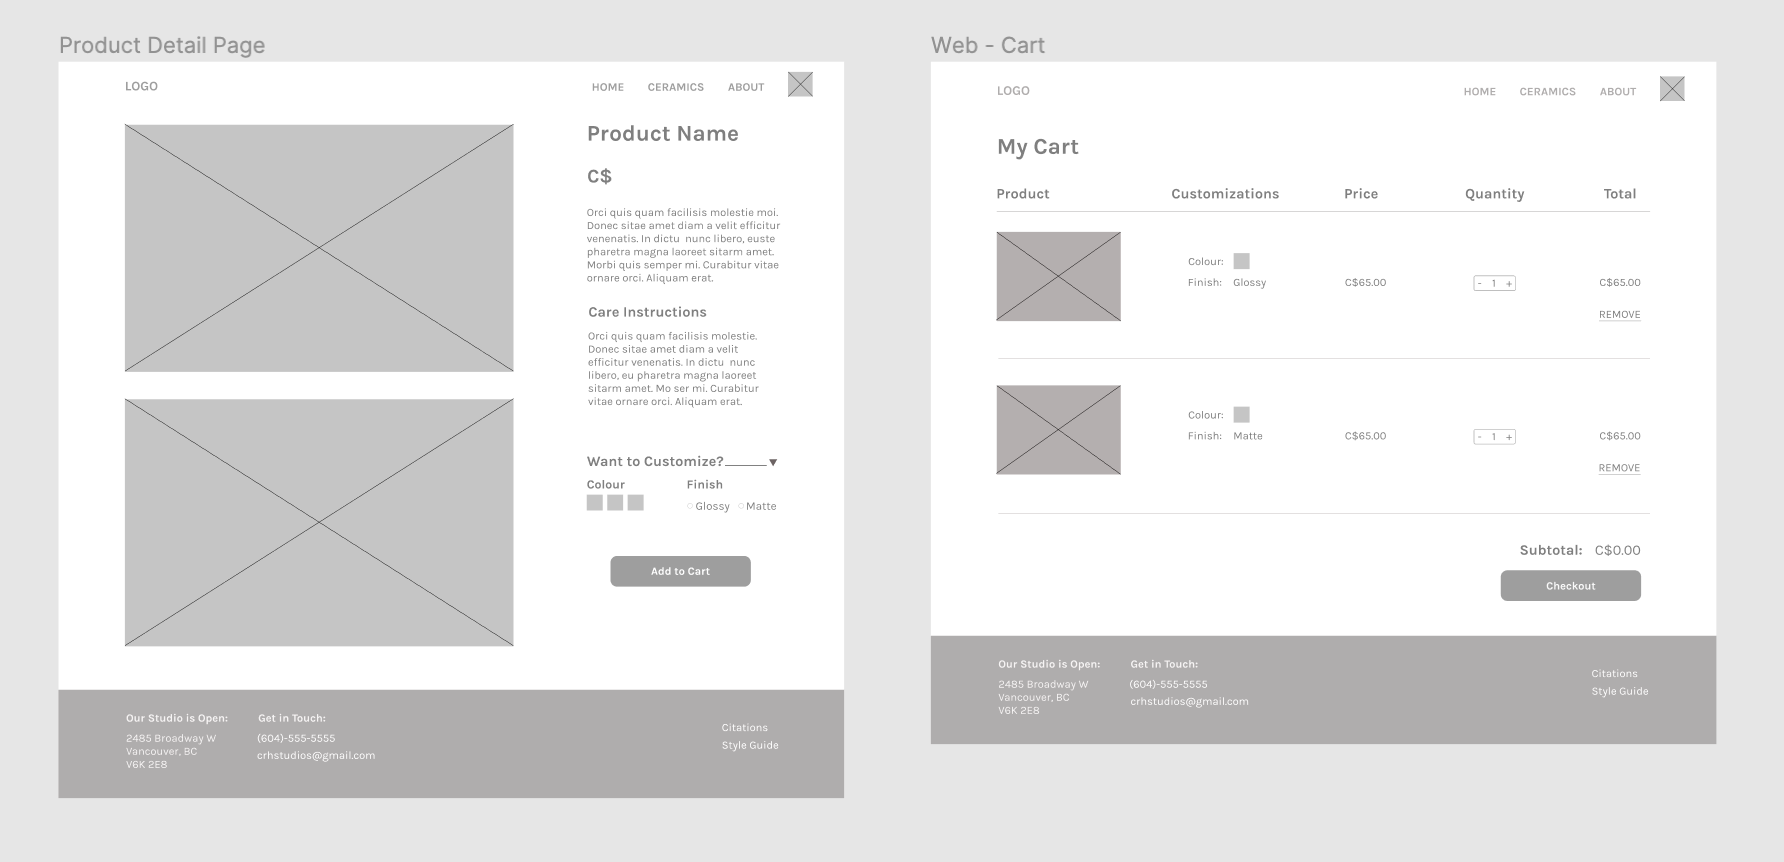 Product Detail Page
LOGO
HOME CERAMICS ABOUT
Product Name
C$
Orci quis quam facilisis molestie moi.
Donec sitae amet diam a velit efficitur
venenatis. In dictu nunc libero, euste
pharetra magna laoreet sitarm amet.
Morbi quis semper mi. Curabitur vitae
ornare orci. Aliquam erat.
Care Instructions
Orci quis quam facilisis molestie.
Donec sitae amet diam a velit
efficitur venenatis. In dictu nunc
libero, eu pharetra magna laoreet
sitarm amet. Mo ser mi. Curabitur
vitae ornare orci. Aliquam erat.
Want to Customize?
Colour Finish
Glossy Matte
Add to Cart
Our Studio is Open: Get in Touch:
2485 Broadway W (604)-555-5555
Vancouver, BC crhstudios@gmail.com
V6K 2E8
Citations
Style Guide
Web - Cart
LOGO
HOME CERAMICS ABOUT
My Cart
Product Customizations Price Quantity Total
Colour:
Finish: Glossy C$65.00 - 1 + C$65.00
REMOVE
Colour:
Finish: Matte C$65.00 - 1 + C$65.00
REMOVE
Subtotal: C$0.00
Checkout
Our Studio is Open: Get in Touch:
2485 Broadway W (604)-555-5555
Vancouver, BC crhstudios@gmail.com
V6K 2E8
Citations
Style Guide